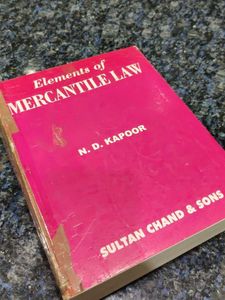 Elements of
MERCANTILE LAW
N. D. KAPOOR
SULTAN CHAND & SONS